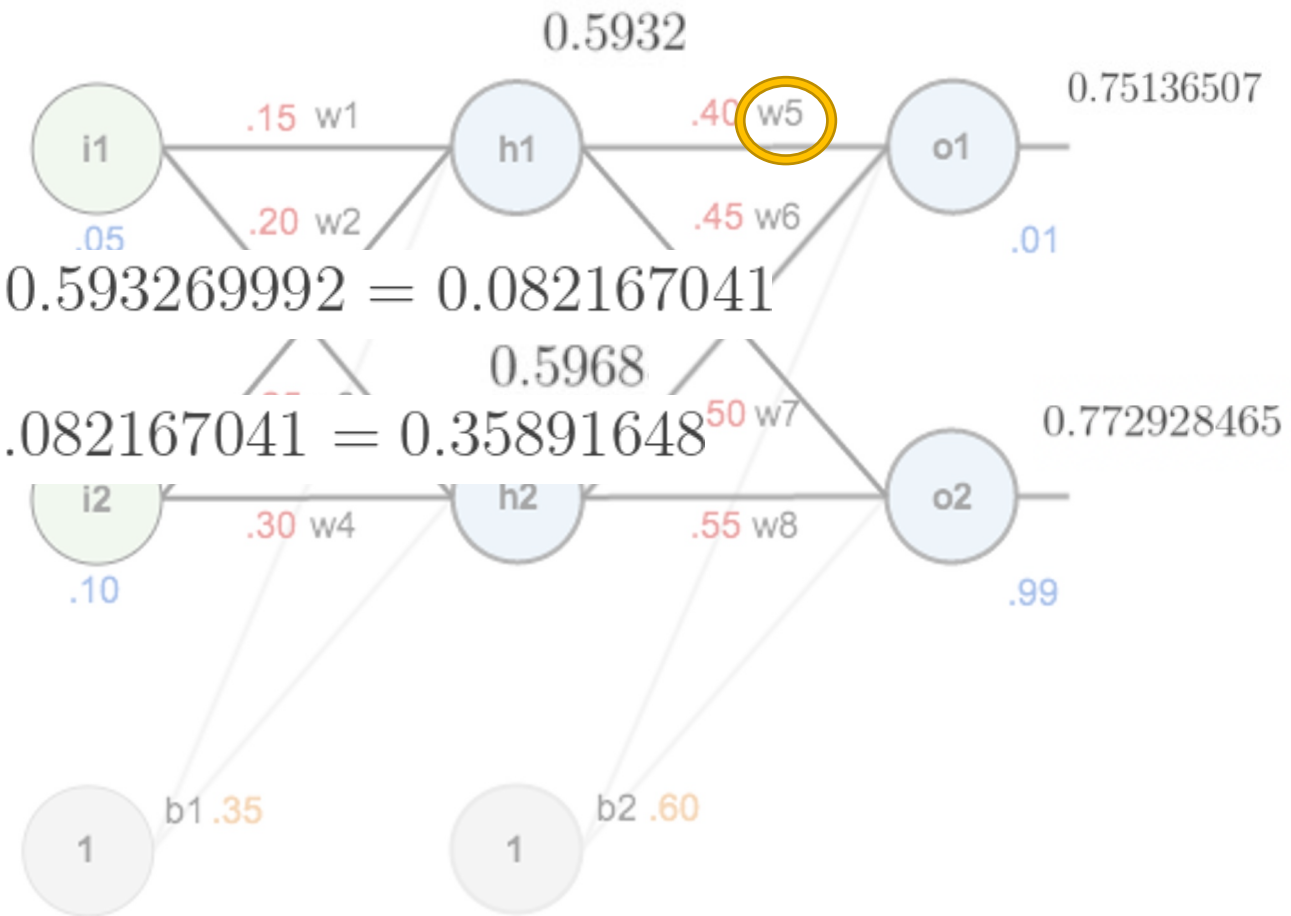 0.5932
0.75136507
.15 w1
.40 w5
i1
h1
o1
.20 w2
.45 w6
.05
.01
0.593269992 = 0.082167041
0.5968
50 w7
0.772928465
.082167041 = 0.35891648
i2
h2
o2
.30 w4
.55 w8
.10
.99
b1 .35
b2 .60
1
1